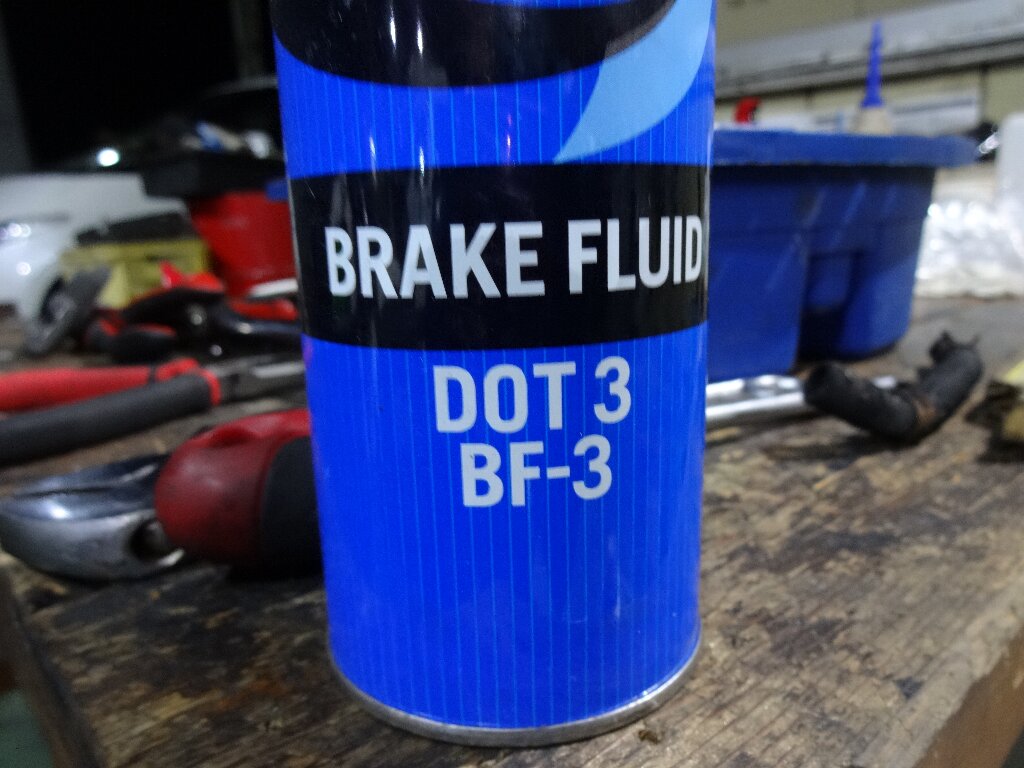 BRAKE FLUID
DOT 3
BF-3